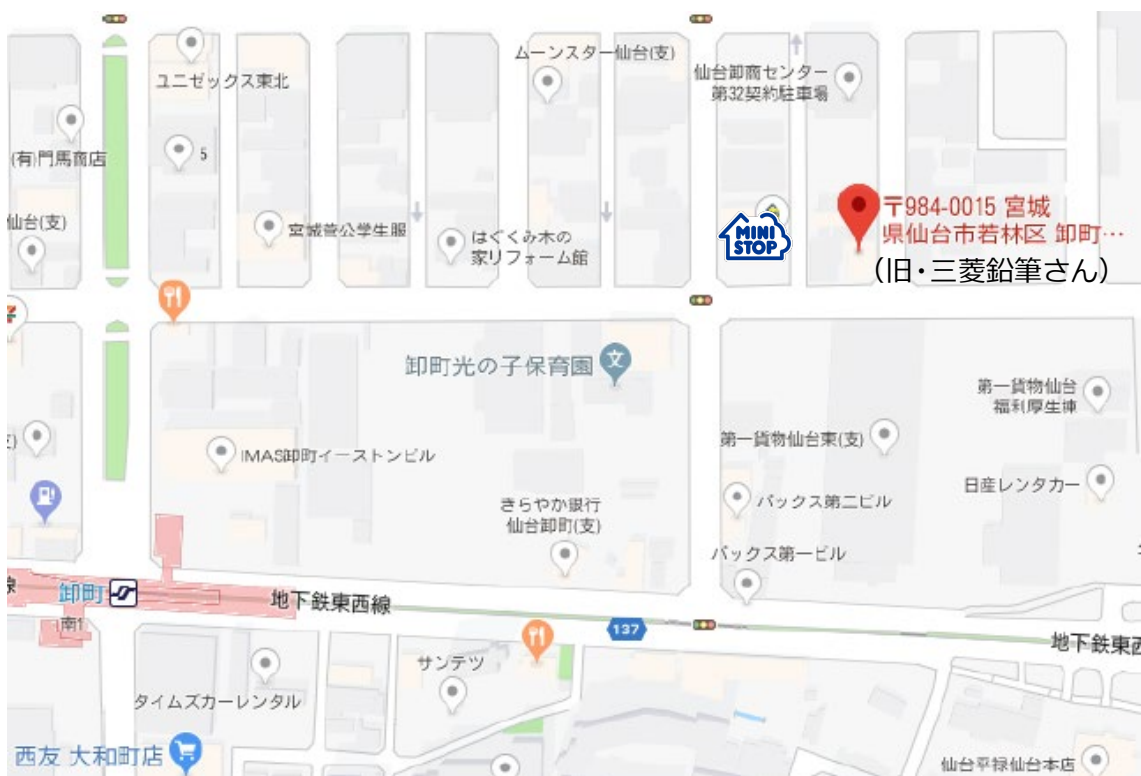 ユニゼックス東北
ムーンスター仙台(支)
仙台卸商センター
第32契約駐車場
(有)門馬商店
5
仙台(支)
宮城菅公学生服
はぐくみ木の
家リフォーム館
MINI
STOP
〒984-0015 宮城
県仙台市若林区 卸町…
(旧・三菱鉛筆さん)
卸町光の子保育園
文
第一貨物仙台
福利厚生棟
第一貨物仙台東(支)
IMAS卸町イーストンビル
日産レンタカー
きらやか銀行
仙台卸町(支)
バックス第二ビル
バックス第一ビル
卸町
南1
地下鉄東西線
137
地下鉄東西
サンテツ
タイムズカーレンタル
西友 大和町店
仙台平禄仙台本店